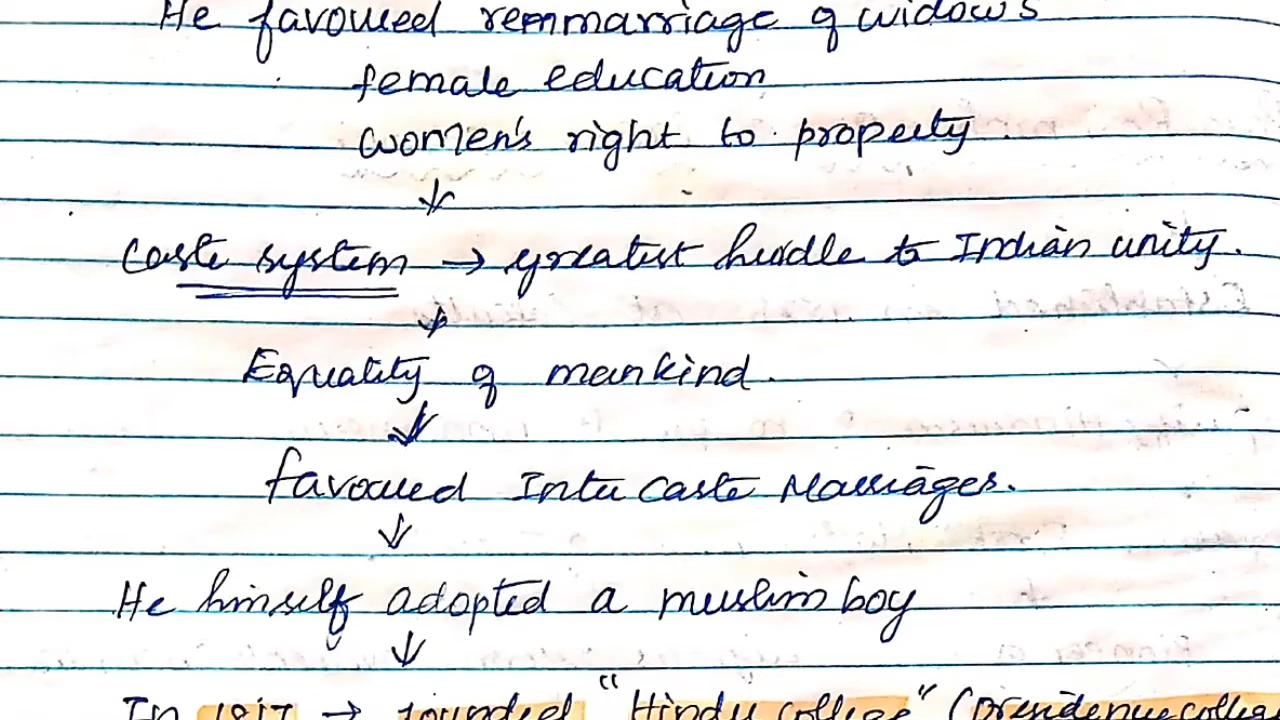 He favoured remmarriage of widows
female education
women's right to property.
↓
Caste system → greatest hurdle to Indian unity.
↓
Equality of mankind.
↓
favoured Inter Caste Marriages.
↓
He himself adopted a muslim boy
↓
In 1817 → founded "Hindu college" (Presidency college